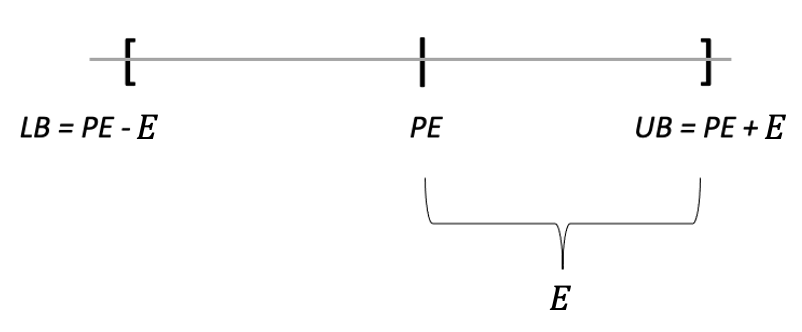 LB = PE - E PE UB = PE + E
E